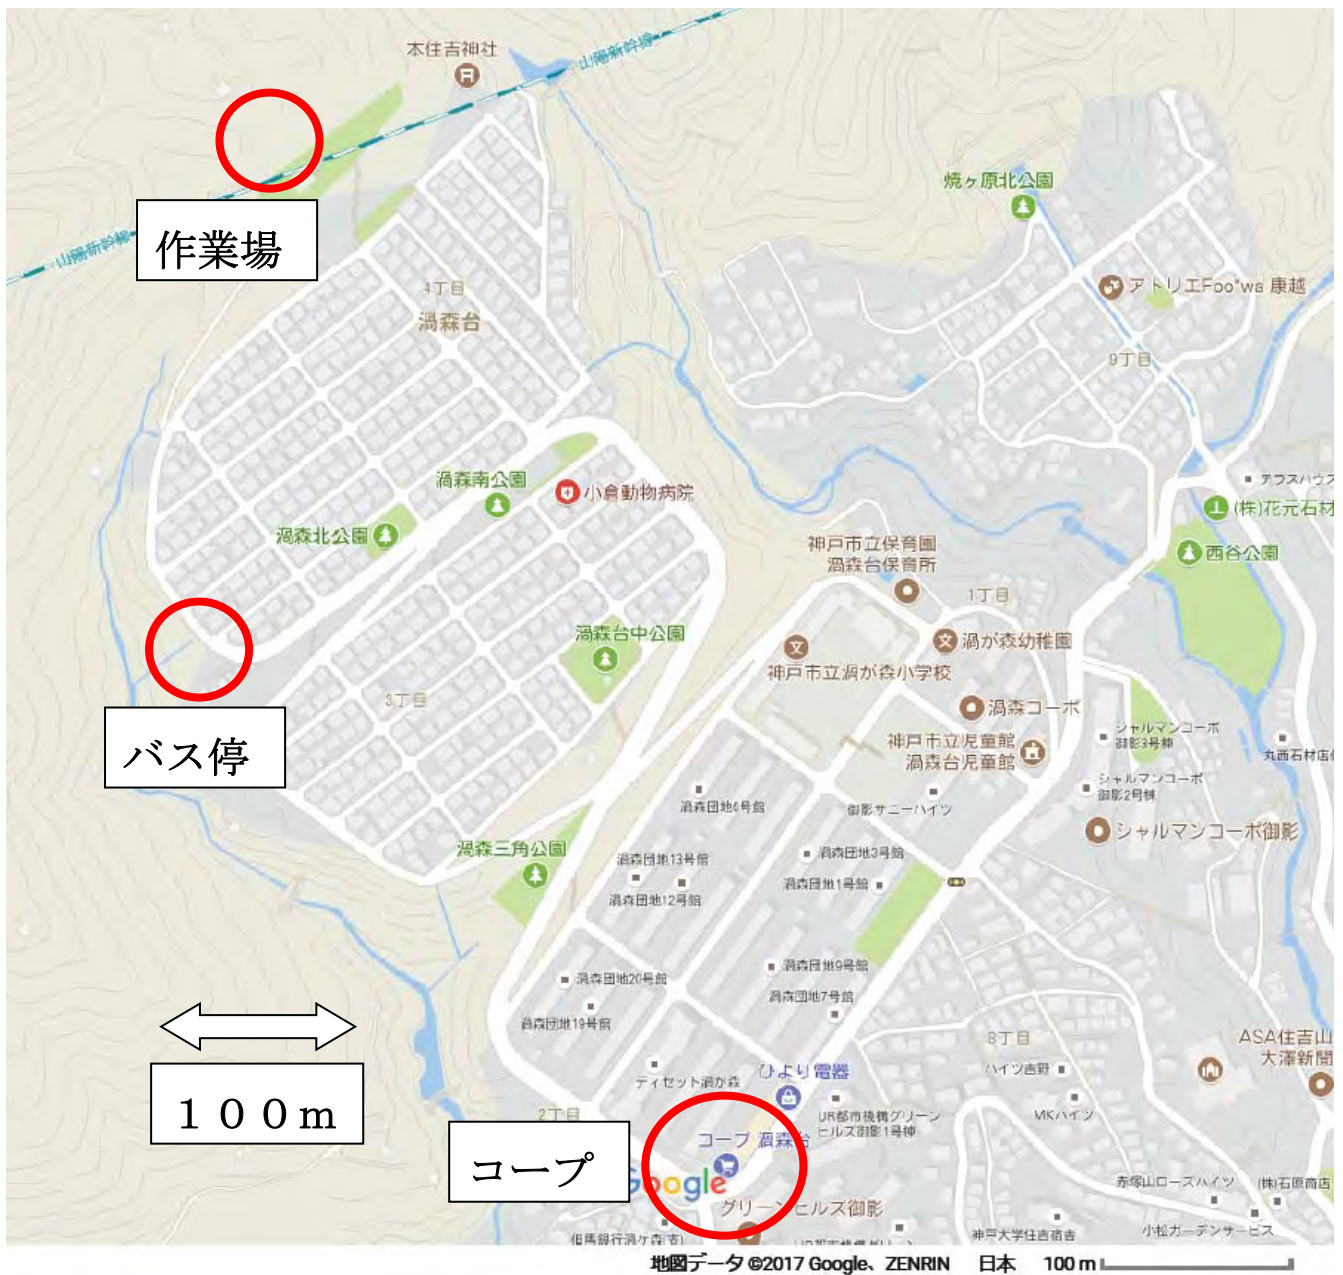 本住吉神社
山陽新幹線
焼ヶ原北公園
作業場
山陽新幹線
アトリエFoo'wa 康越
4丁目
渦森台
9丁目
渦森南公園
小倉動物病院
テラスハウス
(株)花元石材
渦森北公園
神戸市立保育園
渦森台保育所
西谷公園
1丁目
渦森台中公園
渦が森幼稚園
神戸市立渦が森小学校
3丁目
渦森コーポ
バス停
神戸市立児童館
渦森台児童館
シャルマンコーポ
御影3号棟
丸西石材店
シャルマンコーポ
御影2号棟
渦森団地6号館
御影サニーハイツ
シャルマンコーポ御影
渦森三角公園
渦森団地13号館
渦森団地3号館
渦森団地12号館
渦森団地1号館
渦森団地20号館
渦森団地9号館
渦森団地19号館
渦森団地7号館
100m
8丁目
ASA住吉山
大澤新聞
ひより電器
ハイツ吉野
ディセット渦が森
2丁目
UR都市機構グリーン
ヒルズ御影1号棟
MKハイツ
コープ
コープ 渦森台
Google
赤塚山ローズハイツ
(株)石原商店
グリーンヒルズ御影
但馬銀行渦ヶ森(支)
神戸大学住吉宿舎
小松ガーデンサービス
地図データ ©2017 Google、ZENRIN 日本 100 m